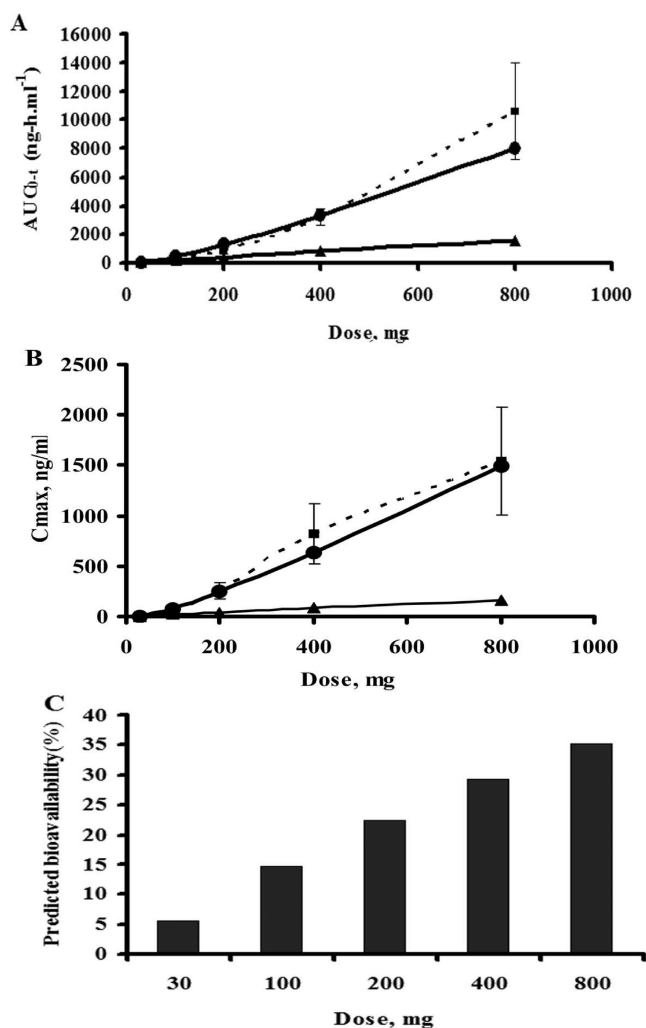 A
AUC0-t (ng-h.ml-1)
16000
14000
12000
10000
8000
6000
4000
2000
0
0 200 400 600 800 1000
Dose, mg
B
Cmax, ng/ml
2500
2000
1500
1000
500
0
0 200 400 600 800 1000
Dose, mg
C
Predicted bioavailability(%)
40
35
30
25
20
15
10
5
0
30 100 200 400 800
Dose, mg